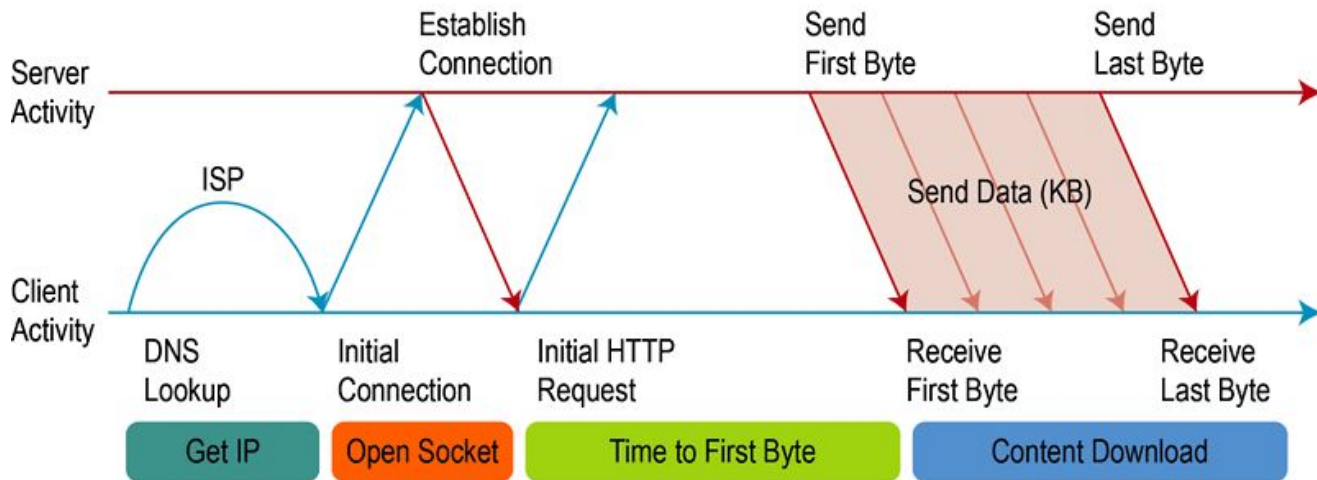 Establish
Connection
Send
First Byte
Send
Last Byte
Server
Activity
ISP
Send Data (KB)
Client
Activity
DNS
Lookup
Initial
Connection
Initial HTTP
Request
Receive
First Byte
Receive
Last Byte
Get IP
Open Socket
Time to First Byte
Content Download